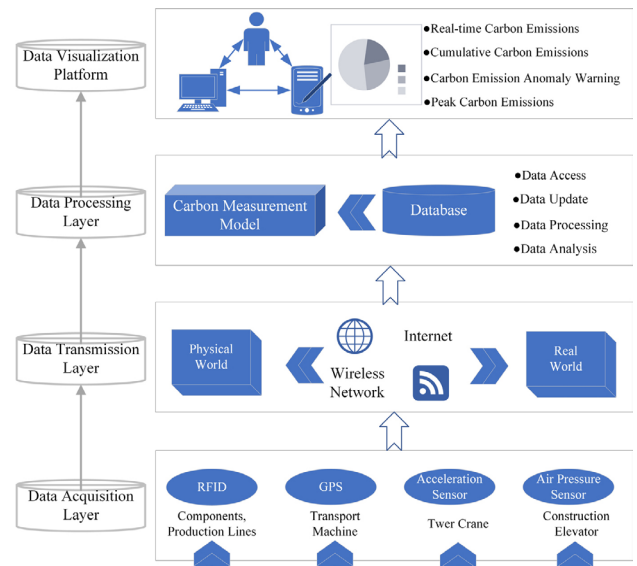 Data Visualization
Platform
●Real-time Carbon Emissions
●Cumulative Carbon Emissions
●Carbon Emission Anomaly Warning
●Peak Carbon Emissions
Data Processing
Layer
Carbon Measurement
Model
Database
●Data Access
●Data Update
●Data Processing
●Data Analysis
Data Transmission
Layer
Physical
World
Wireless
Network
Internet
Real
World
Data Acquisition
Layer
RFID
Components,
Production Lines
GPS
Transport
Machine
Acceleration
Sensor
Twer Crane
Air Pressure
Sensor
Construction
Elevator